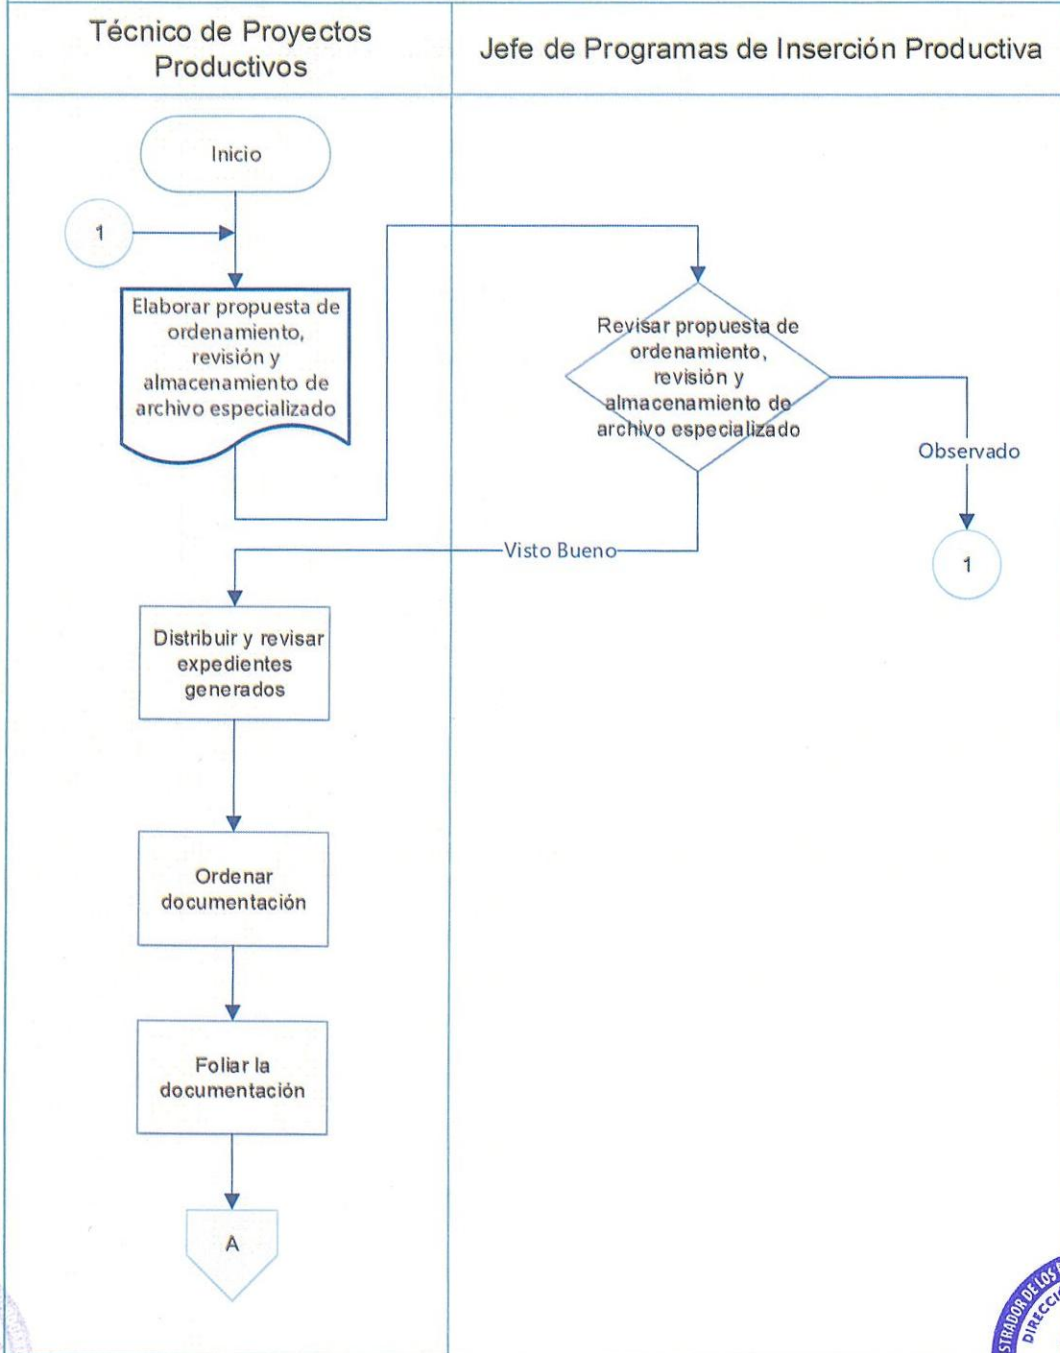 Técnico de Proyectos
Productivos
Jefe de Programas de Inserción Productiva
Inicio
1
Elaborar propuesta de
ordenamiento,
revisión y
almacenamiento de
archivo especializado
Revisar propuesta de
ordenamiento,
revisión y
almacenamiento de
archivo especializado
Observado
1
Visto Bueno
Distribuir y revisar
expedientes
generados
Ordenar
documentación
Foliar la
documentación
A